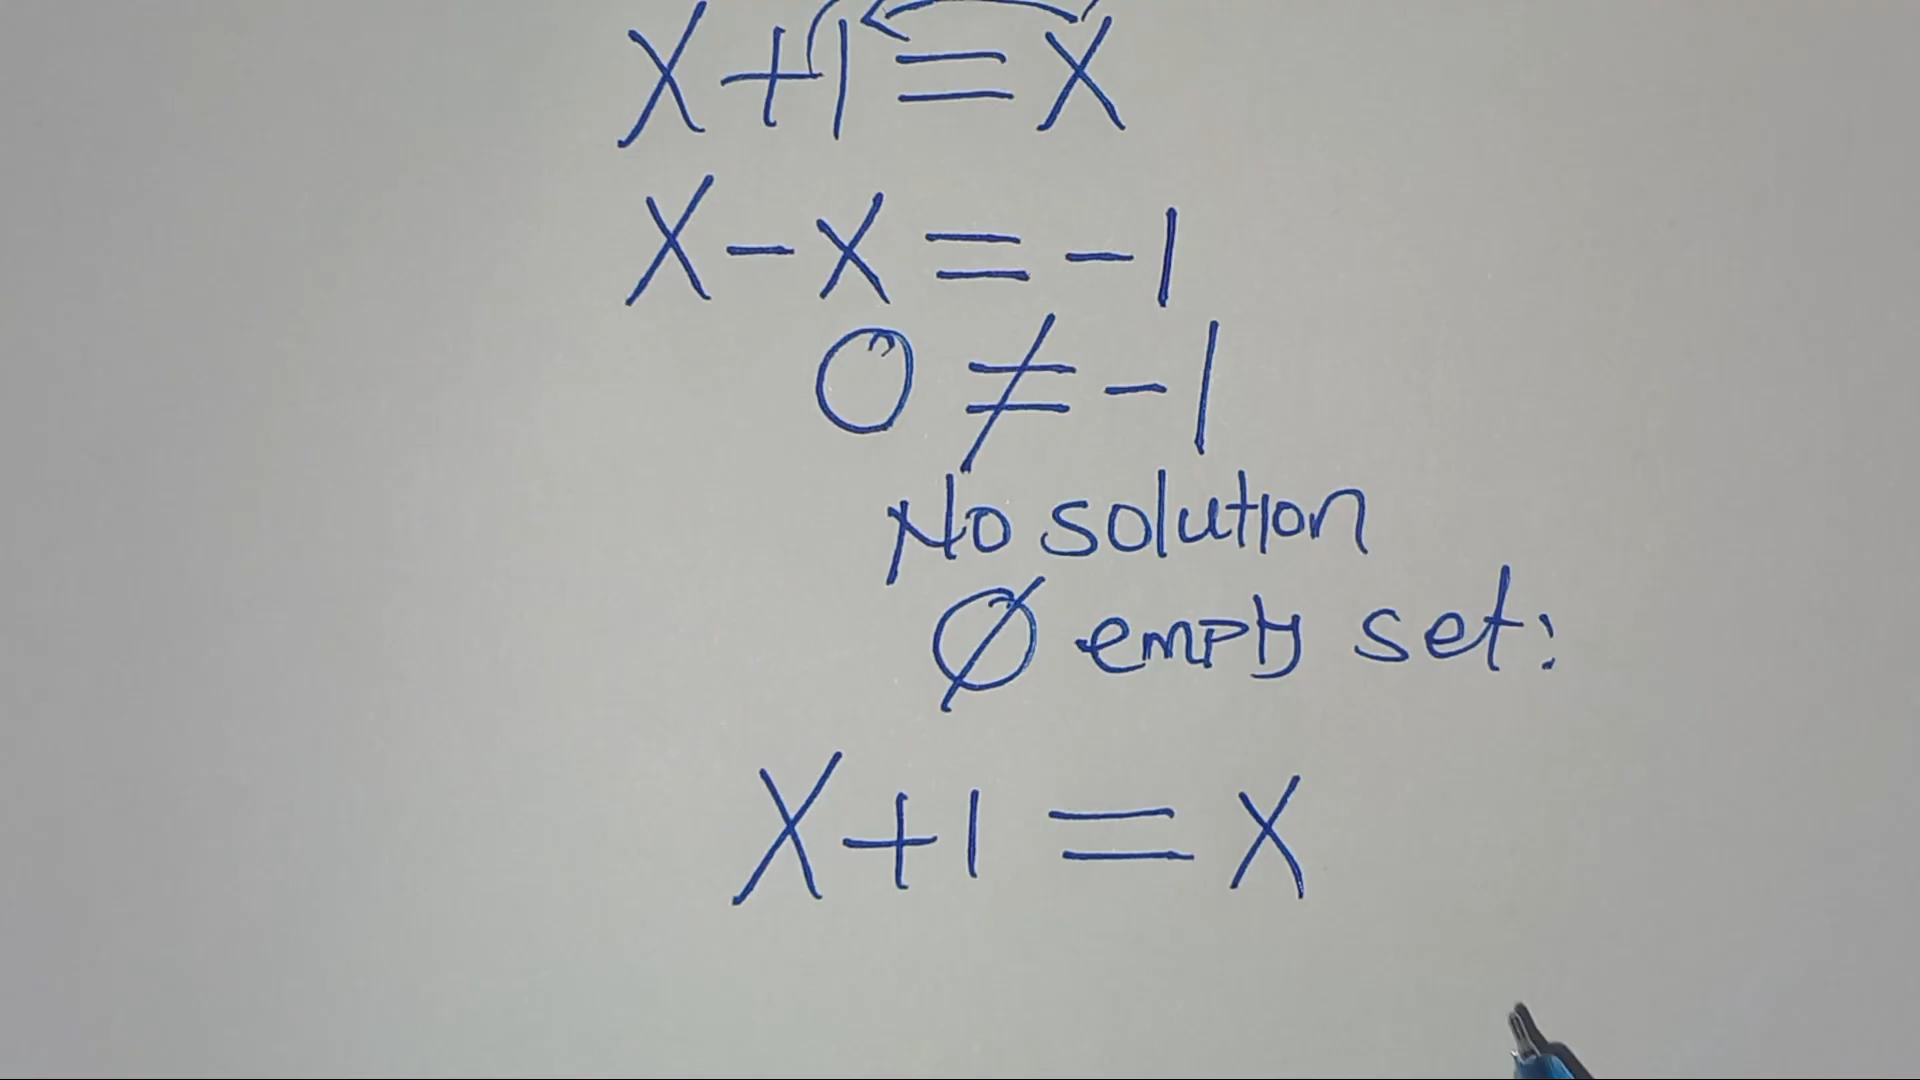 X+1=X
X-X=-1
0≠-1
No solution
∅ empty set:
X+1=X